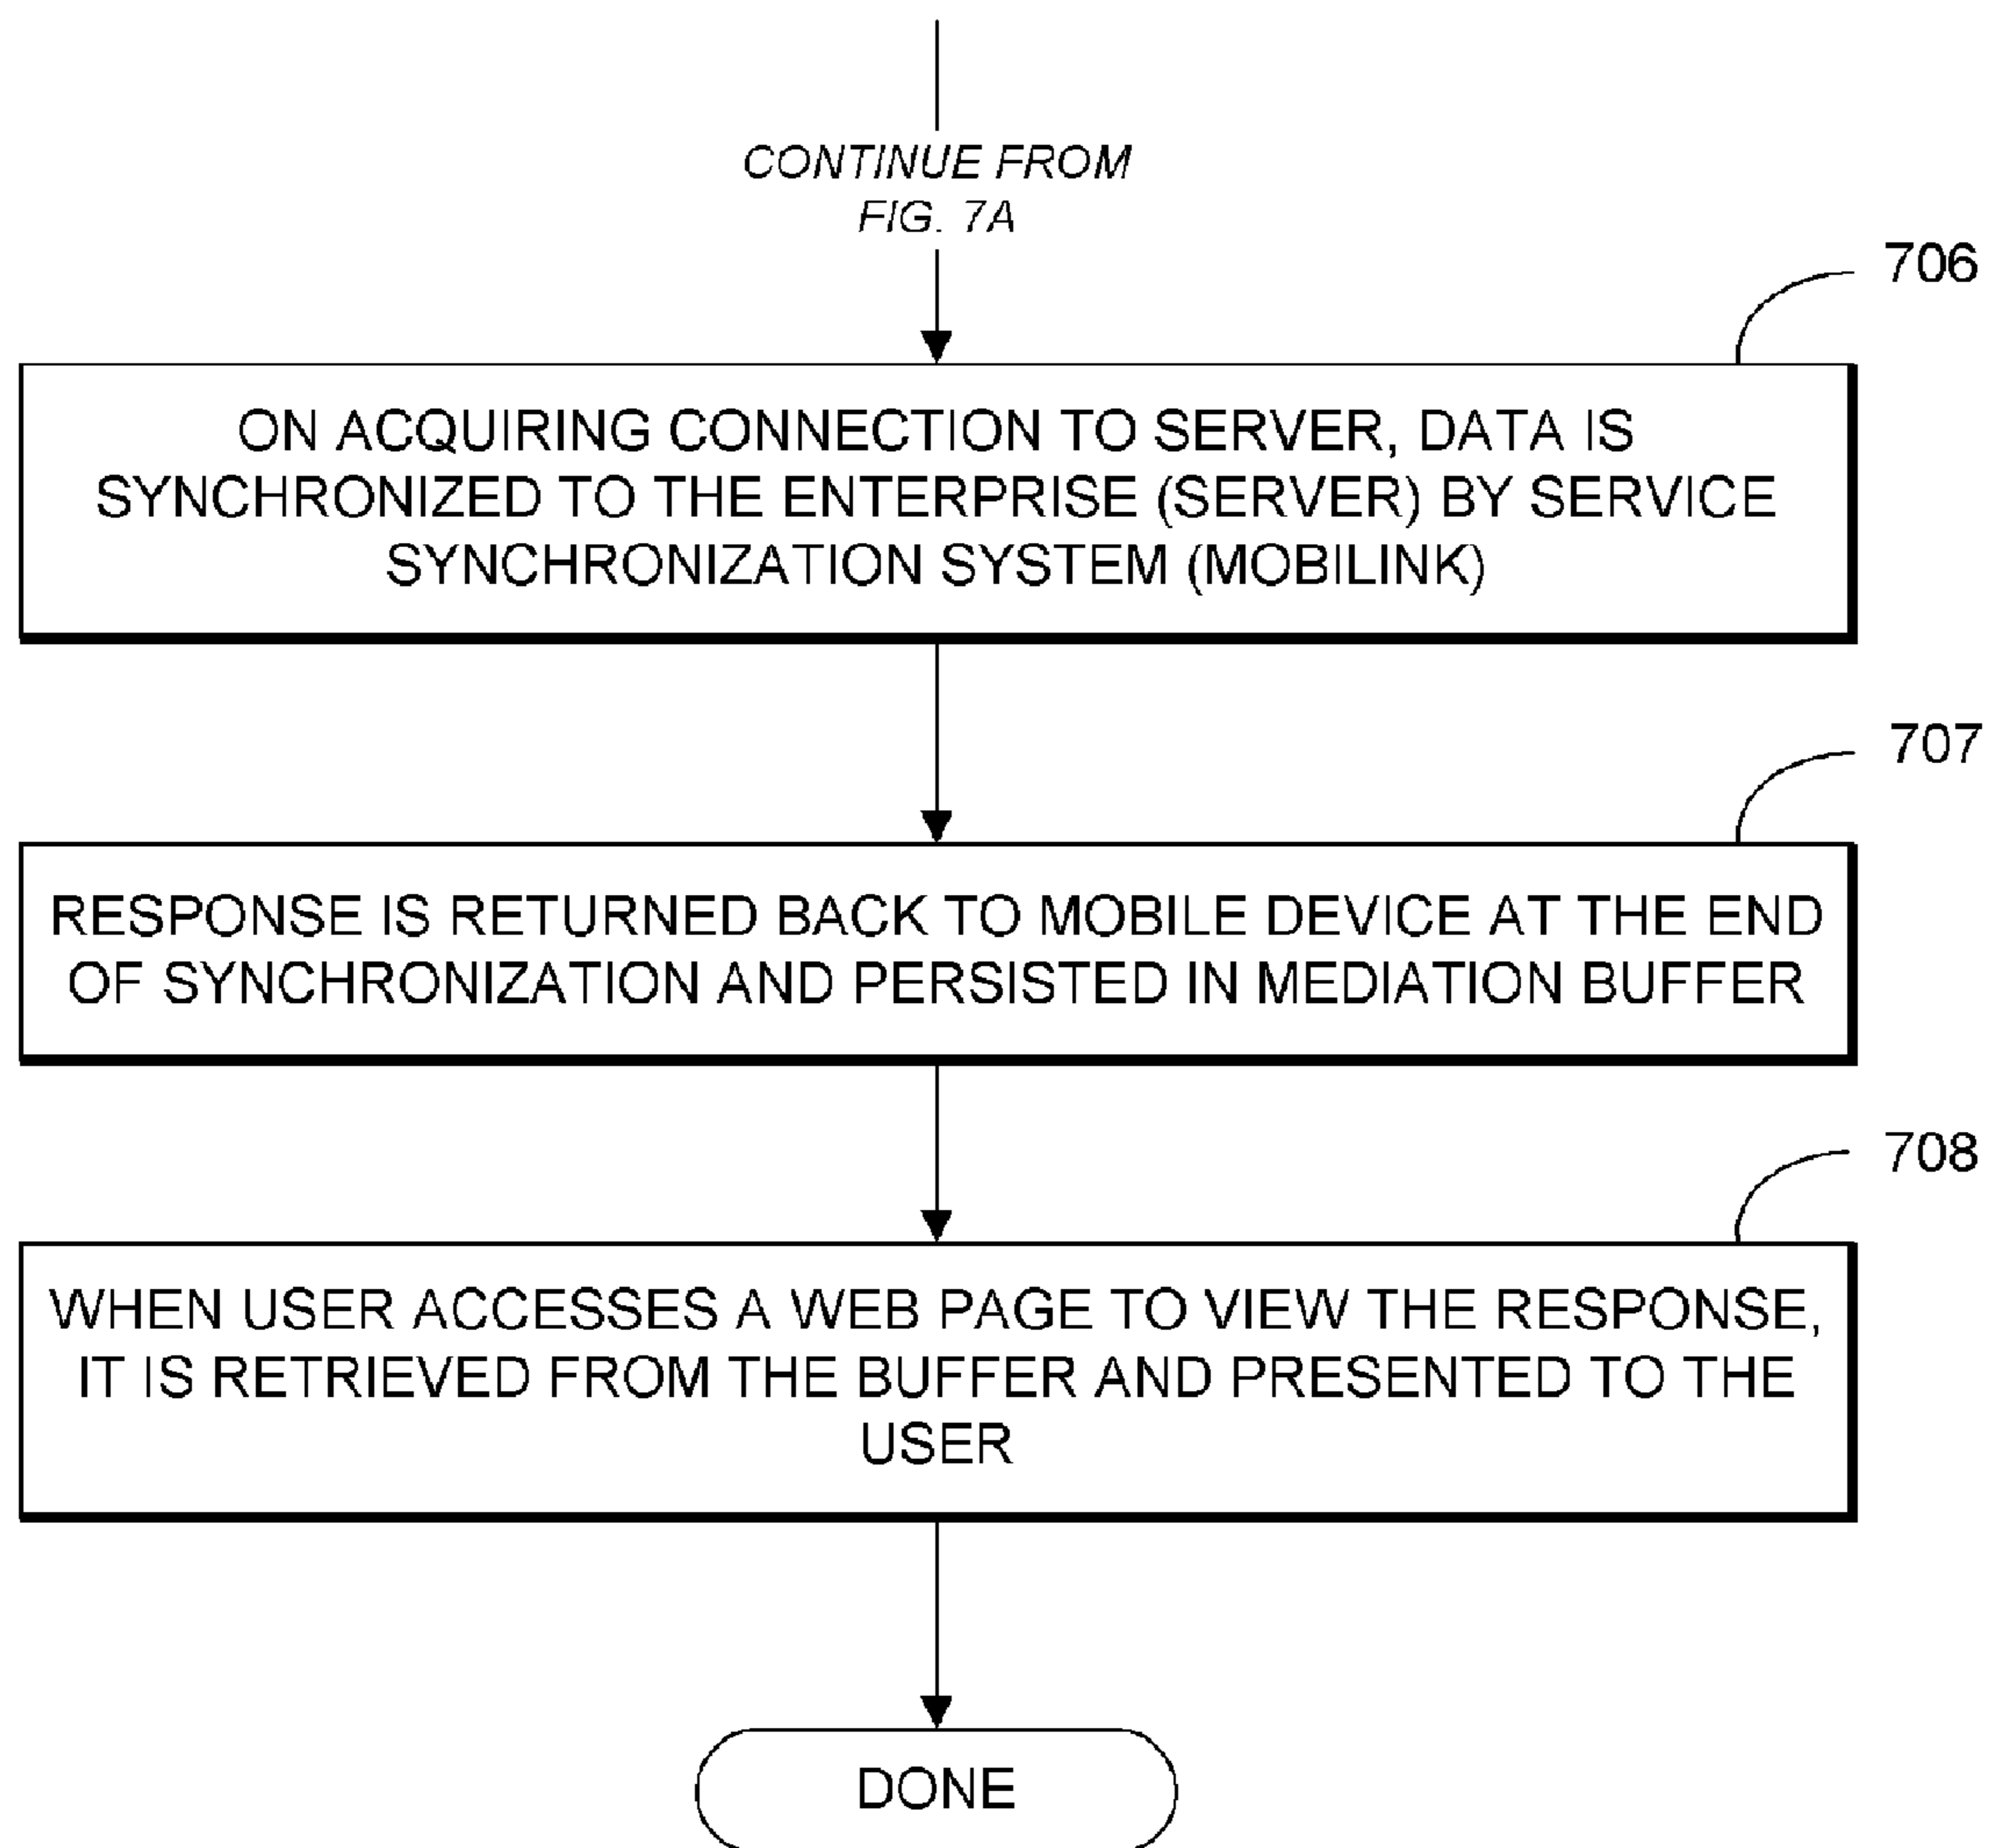 CONTINUE FROM
FIG. 7A
706
ON ACQUIRING CONNECTION TO SERVER, DATA IS
SYNCHRONIZED TO THE ENTERPRISE (SERVER) BY SERVICE
SYNCHRONIZATION SYSTEM (MOBILINK)
707
RESPONSE IS RETURNED BACK TO MOBILE DEVICE AT THE END
OF SYNCHRONIZATION AND PERSISTED IN MEDIATION BUFFER
708
WHEN USER ACCESSES A WEB PAGE TO VIEW THE RESPONSE,
IT IS RETRIEVED FROM THE BUFFER AND PRESENTED TO THE
USER
DONE